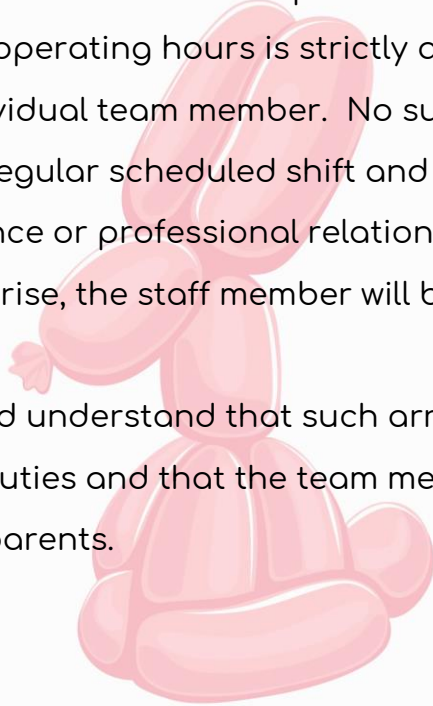 operating hours is strictly
vidual team member. No su
egular scheduled shift and
nce or professional relation
rise, the staff member will b
d understand that such arr
uties and that the team me
parents.